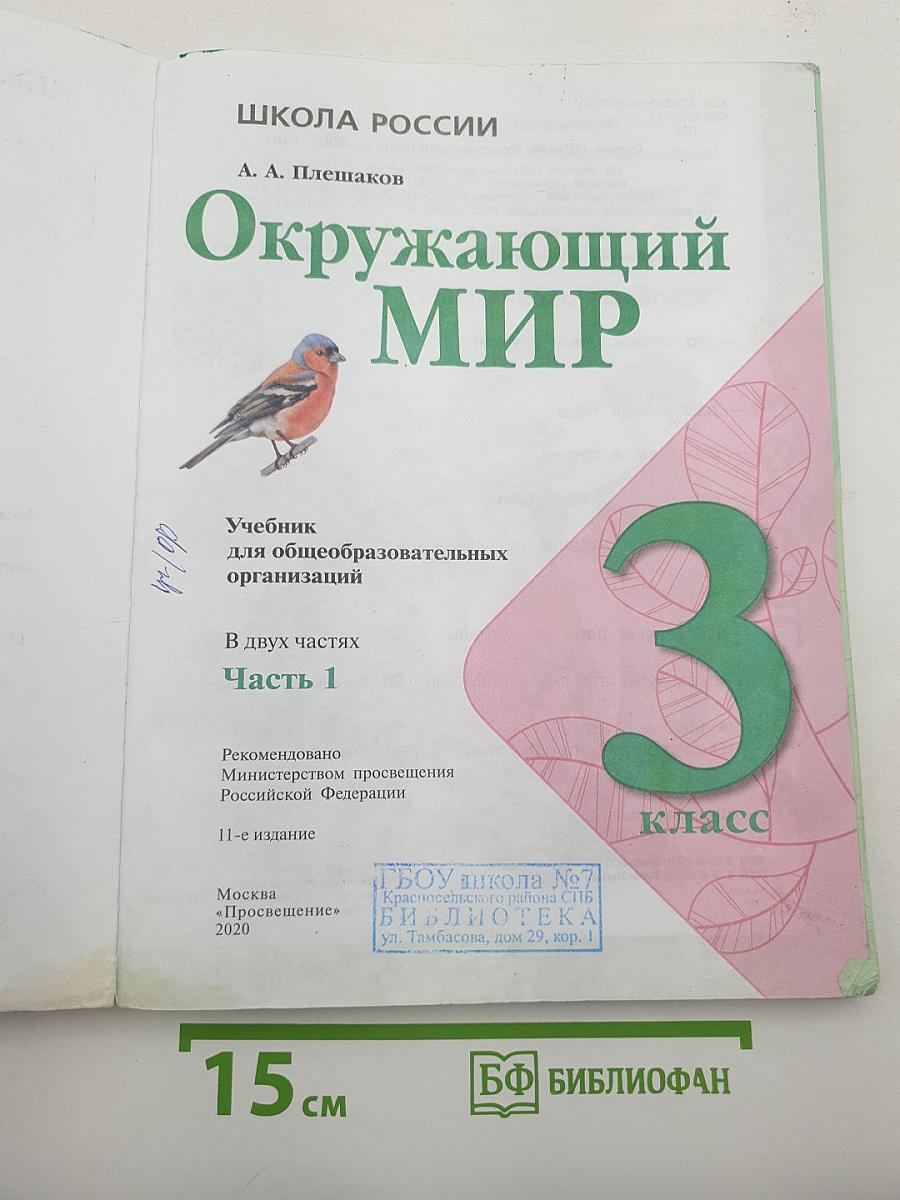 ШКОЛА РОССИИ
А. А. Плешаков
Окружающий
МИР
Учебник
для общеобразовательных
организаций
В двух частях
Часть 1
3
класс
Рекомендовано
Министерством просвещения
Российской Федерации
11-е издание
Москва
«Просвещение»
2020
ГБОУ школа №7
Красносельского района СПБ
БИБЛИОТЕКА
ул. Тамбасова, дом 29, кор. 1
15 см
БФ БИБЛИОФАН